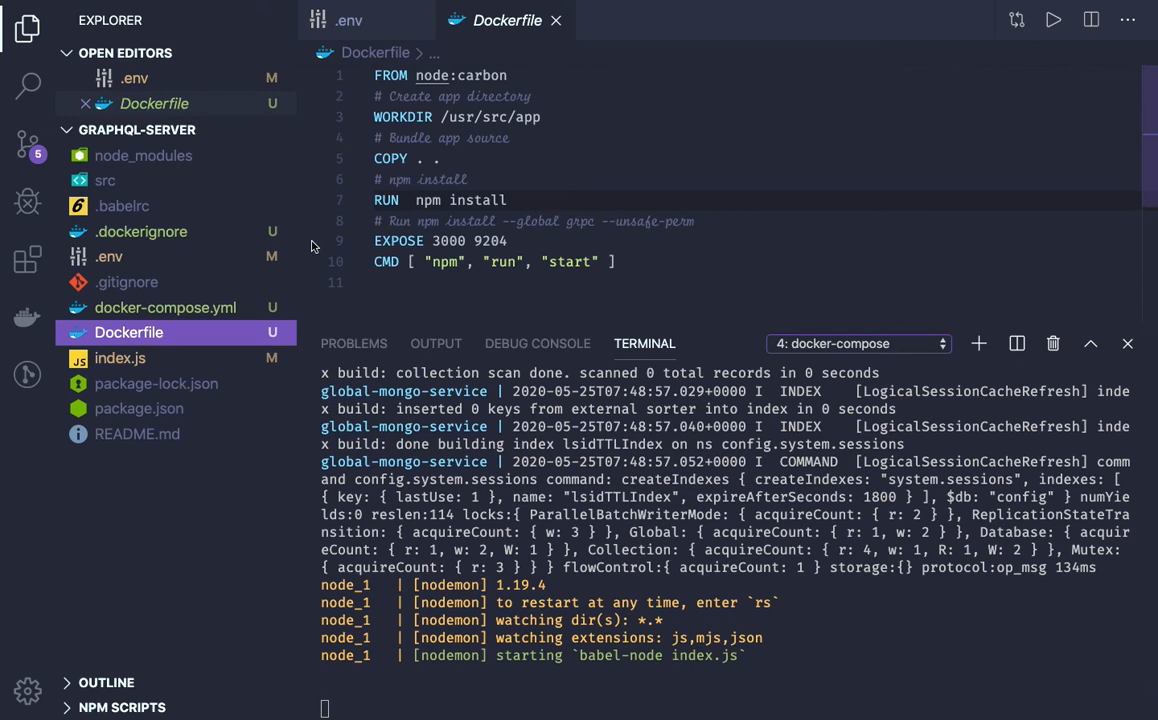 EXPLORER
OPEN EDITORS
.env M
Dockerfile U
GRAPHQL-SERVER
node_modules
src
.babelrc
.dockerignore U
.env M
.gitignore
docker-compose.yml U
Dockerfile U
index.js M
package-lock.json
package.json
README.md
OUTLINE
NPM SCRIPTS
5
.env
Dockerfile
Dockerfile > ...
1 FROM node:carbon
2 # Create app directory
3 WORKDIR /usr/src/app
4 # Bundle app source
5 COPY . .
6 # npm install
7 RUN  npm install
8 # Run npm install --global grpc --unsafe-perm
9 EXPOSE 3000 9204
10 CMD [ "npm", "run", "start" ]
11
PROBLEMS OUTPUT DEBUG CONSOLE TERMINAL 4: docker-compose
x build: collection scan done. scanned 0 total records in 0 seconds
global-mongo-service | 2020-05-25T07:48:57.029+0000 I  INDEX    [LogicalSessionCacheRefresh] inde
x build: inserted 0 keys from external sorter into index in 0 seconds
global-mongo-service | 2020-05-25T07:48:57.040+0000 I  INDEX    [LogicalSessionCacheRefresh] inde
x build: done building index lsidTTLIndex on ns config.system.sessions
global-mongo-service | 2020-05-25T07:48:57.052+0000 I  COMMAND  [LogicalSessionCacheRefresh] comm
and config.system.sessions command: createIndexes { createIndexes: "system.sessions", indexes: [
{ key: { lastUse: 1 }, name: "lsidTTLIndex", expireAfterSeconds: 1800 } ], $db: "config" } numYie
lds:0 reslen:114 locks:{ ParallelBatchWriterMode: { acquireCount: { r: 2 } }, ReplicationStateTra
nsition: { acquireCount: { w: 3 } }, Global: { acquireCount: { r: 1, w: 2 } }, Database: { acquir
eCount: { r: 1, w: 2, W: 1 } }, Collection: { acquireCount: { r: 4, w: 1, R: 1, W: 2 } }, Mutex:
{ acquireCount: { r: 3 } } } flowControl:{ acquireCount: 1 } storage:{} protocol:op_msg 134ms
node_1   | [nodemon] 1.19.4
node_1   | [nodemon] to restart at any time, enter `rs`
node_1   | [nodemon] watching dir(s): *.*
node_1   | [nodemon] watching extensions: js,mjs,json
node_1   | [nodemon] starting `babel-node index.js`